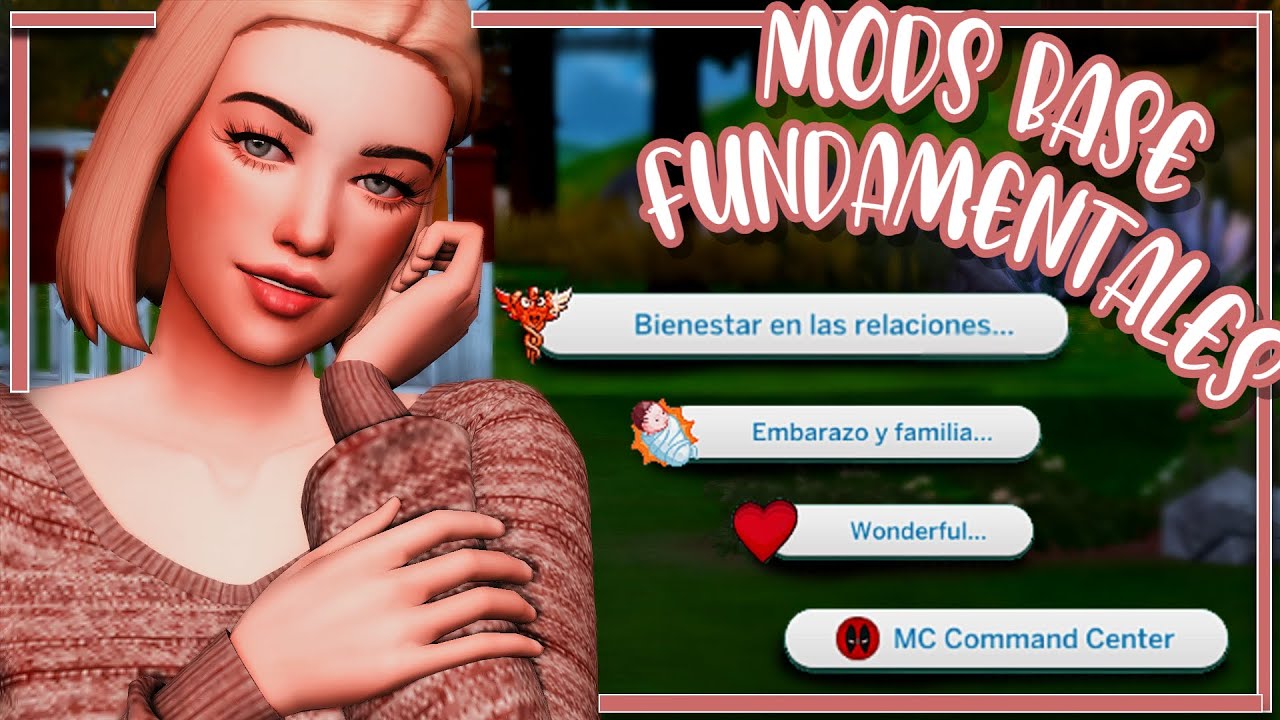 MODS BASE
FUNDAMENTALES
Bienestar en las relaciones...
Embarazo y familia...
Wonderful...
MC Command Center